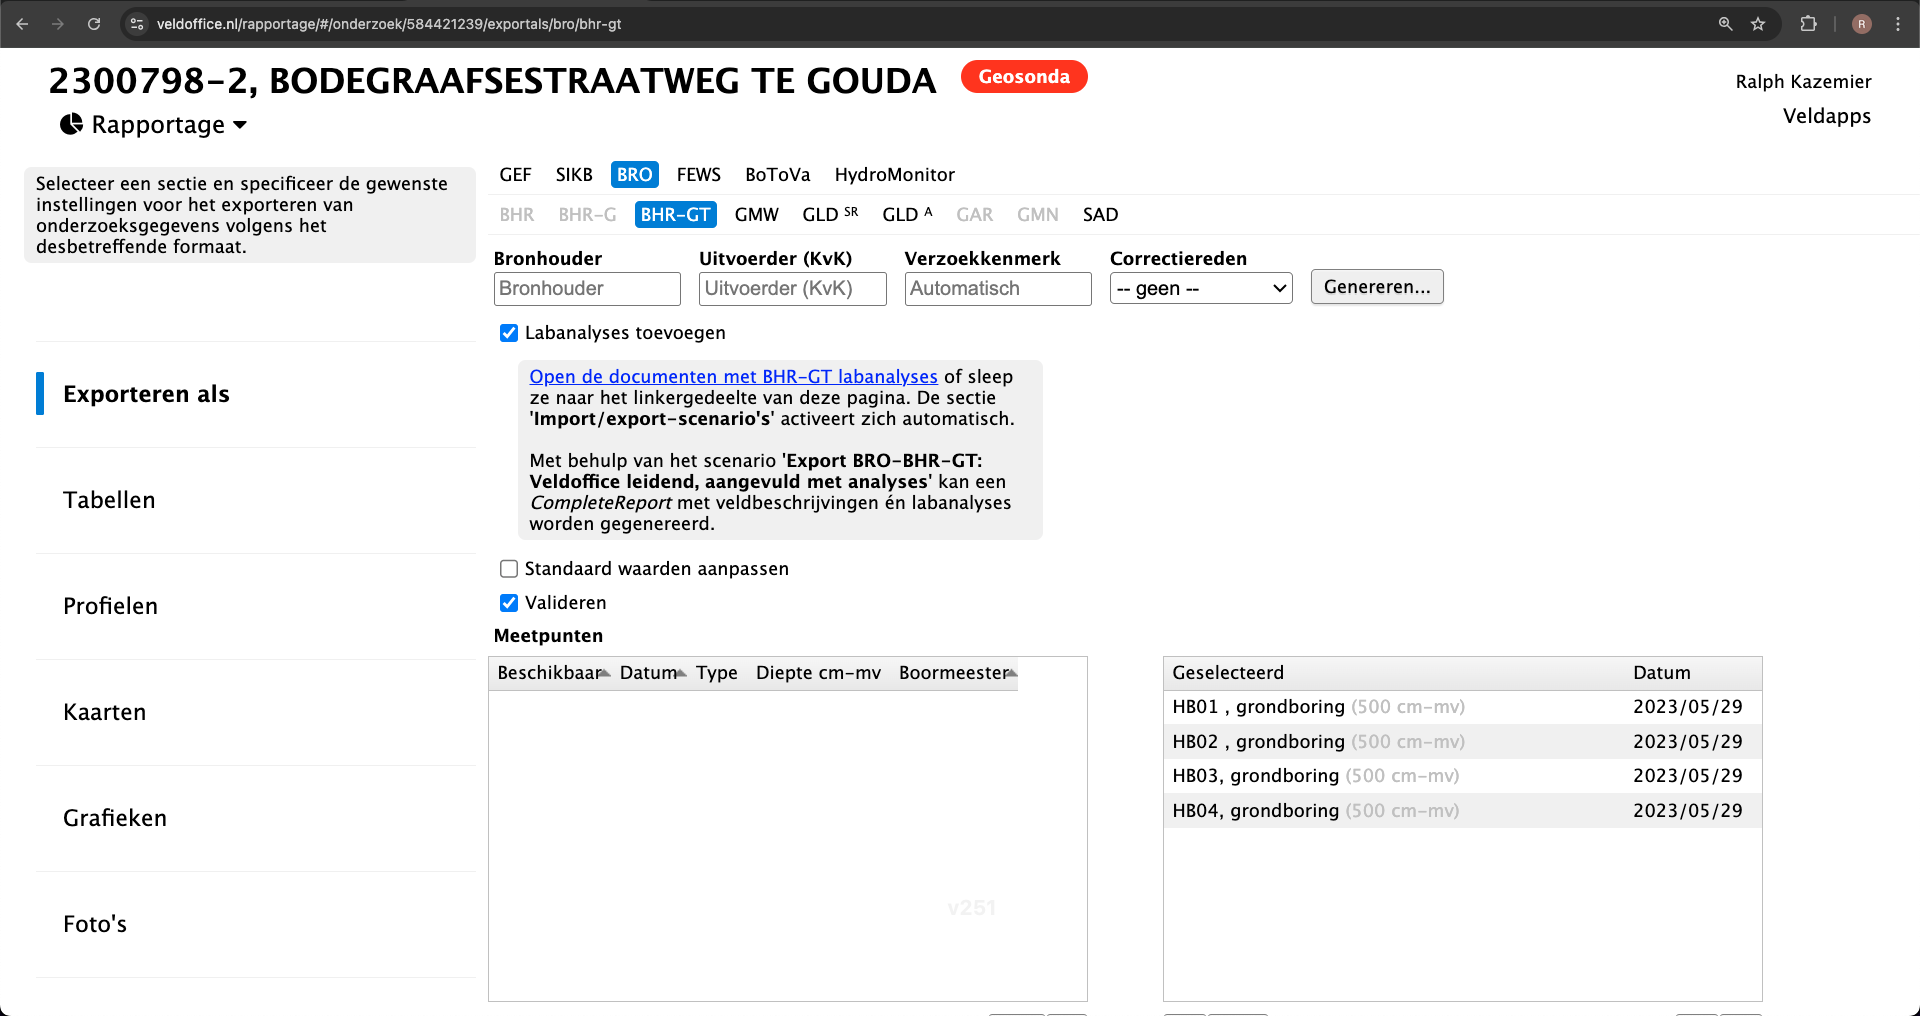 veldoffice.nl/rapportage/#/onderzoek/584421239/exportals/bro/bhr-gt
R
2300798-2, BODEGRAAFSESTRAATWEG TE GOUDA
Geosonda
Ralph Kazemier
Rapportage
Veldapps
Selecteer een sectie en specificeer de gewenste
instellingen voor het exporteren van
onderzoeksgegevens volgens het
desbetreffende formaat.
Exporteren als
Tabellen
Profielen
Kaarten
Grafieken
Foto's
GEF SIKB BRO FEWS BoToVa HydroMonitor
BHR BHR-G BHR-GT GMW GLD SR GLD A GAR GMN SAD
Bronhouder Uitvoerder (KvK) Verzoekkenmerk Correctiereden
Bronhouder Uitvoerder (KvK) Automatisch -- geen -- Genereren...
Labanalyses toevoegen
Open de documenten met BHR-GT labanalyses of sleep
ze naar het linkergedeelte van deze pagina. De sectie
'Import/export-scenario's' activeert zich automatisch.
Met behulp van het scenario 'Export BRO-BHR-GT:
Veldoffice leidend, aangevuld met analyses' kan een
CompleteReport met veldbeschrijvingen én labanalyses
worden gegenereerd.
Standaard waarden aanpassen
Valideren
Meetpunten
Beschikbaar Datum Type Diepte cm-mv Boormeester
v251
Geselecteerd Datum
HB01 , grondboring (500 cm-mv) 2023/05/29
HB02 , grondboring (500 cm-mv) 2023/05/29
HB03, grondboring (500 cm-mv) 2023/05/29
HB04, grondboring (500 cm-mv) 2023/05/29